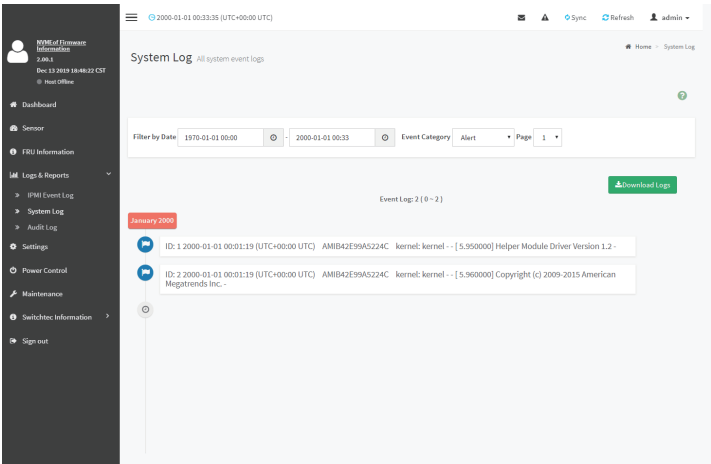 2000-01-01 00:33:35 (UTC+00:00 UTC)
Sync
Refresh
admin
NVMEof Firmware
Information
2.00.1
Dec 13 2019 18:48:22 CST
Host Offline
Dashboard
Sensor
FRU Information
Logs & Reports
IPMI Event Log
System Log
Audit Log
Settings
Power Control
Maintenance
Switchtec Information
Sign out
System Log All system event logs
Home - System Log
Filter by Date 1970-01-01 00:00 - 2000-01-01 00:33 Event Category Alert Page 1
Download Logs
Event Log: 2 ( 0 ~ 2 )
January 2000
ID: 1 2000-01-01 00:01:19 (UTC+00:00 UTC) AMIB42E99A5224C kernel: kernel - - [ 5.950000] Helper Module Driver Version 1.2 -
ID: 2 2000-01-01 00:01:19 (UTC+00:00 UTC) AMIB42E99A5224C kernel: kernel - - [ 5.960000] Copyright (c) 2009-2015 American
Megatrends Inc. -